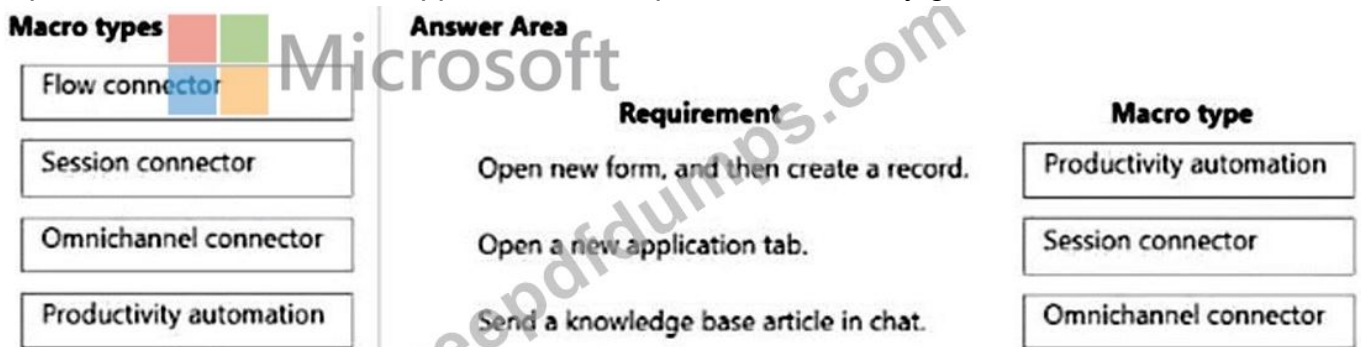 Macro types
Answer Area
Microsoft
Flow connector
Requirement
Macro type
Session connector
Open new form, and then create a record.
Productivity automation
Omnichannel connector
Open a new application tab.
Session connector
Productivity automation
Send a knowledge base article in chat.
Omnichannel connector
eepdfdumps.com